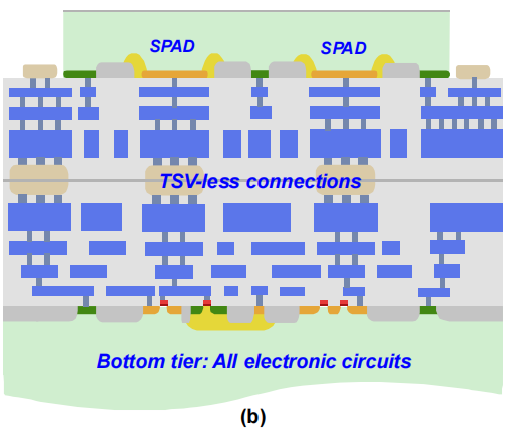 SPAD SPAD
TSV-less connections
Bottom tier: All electronic circuits
(b)